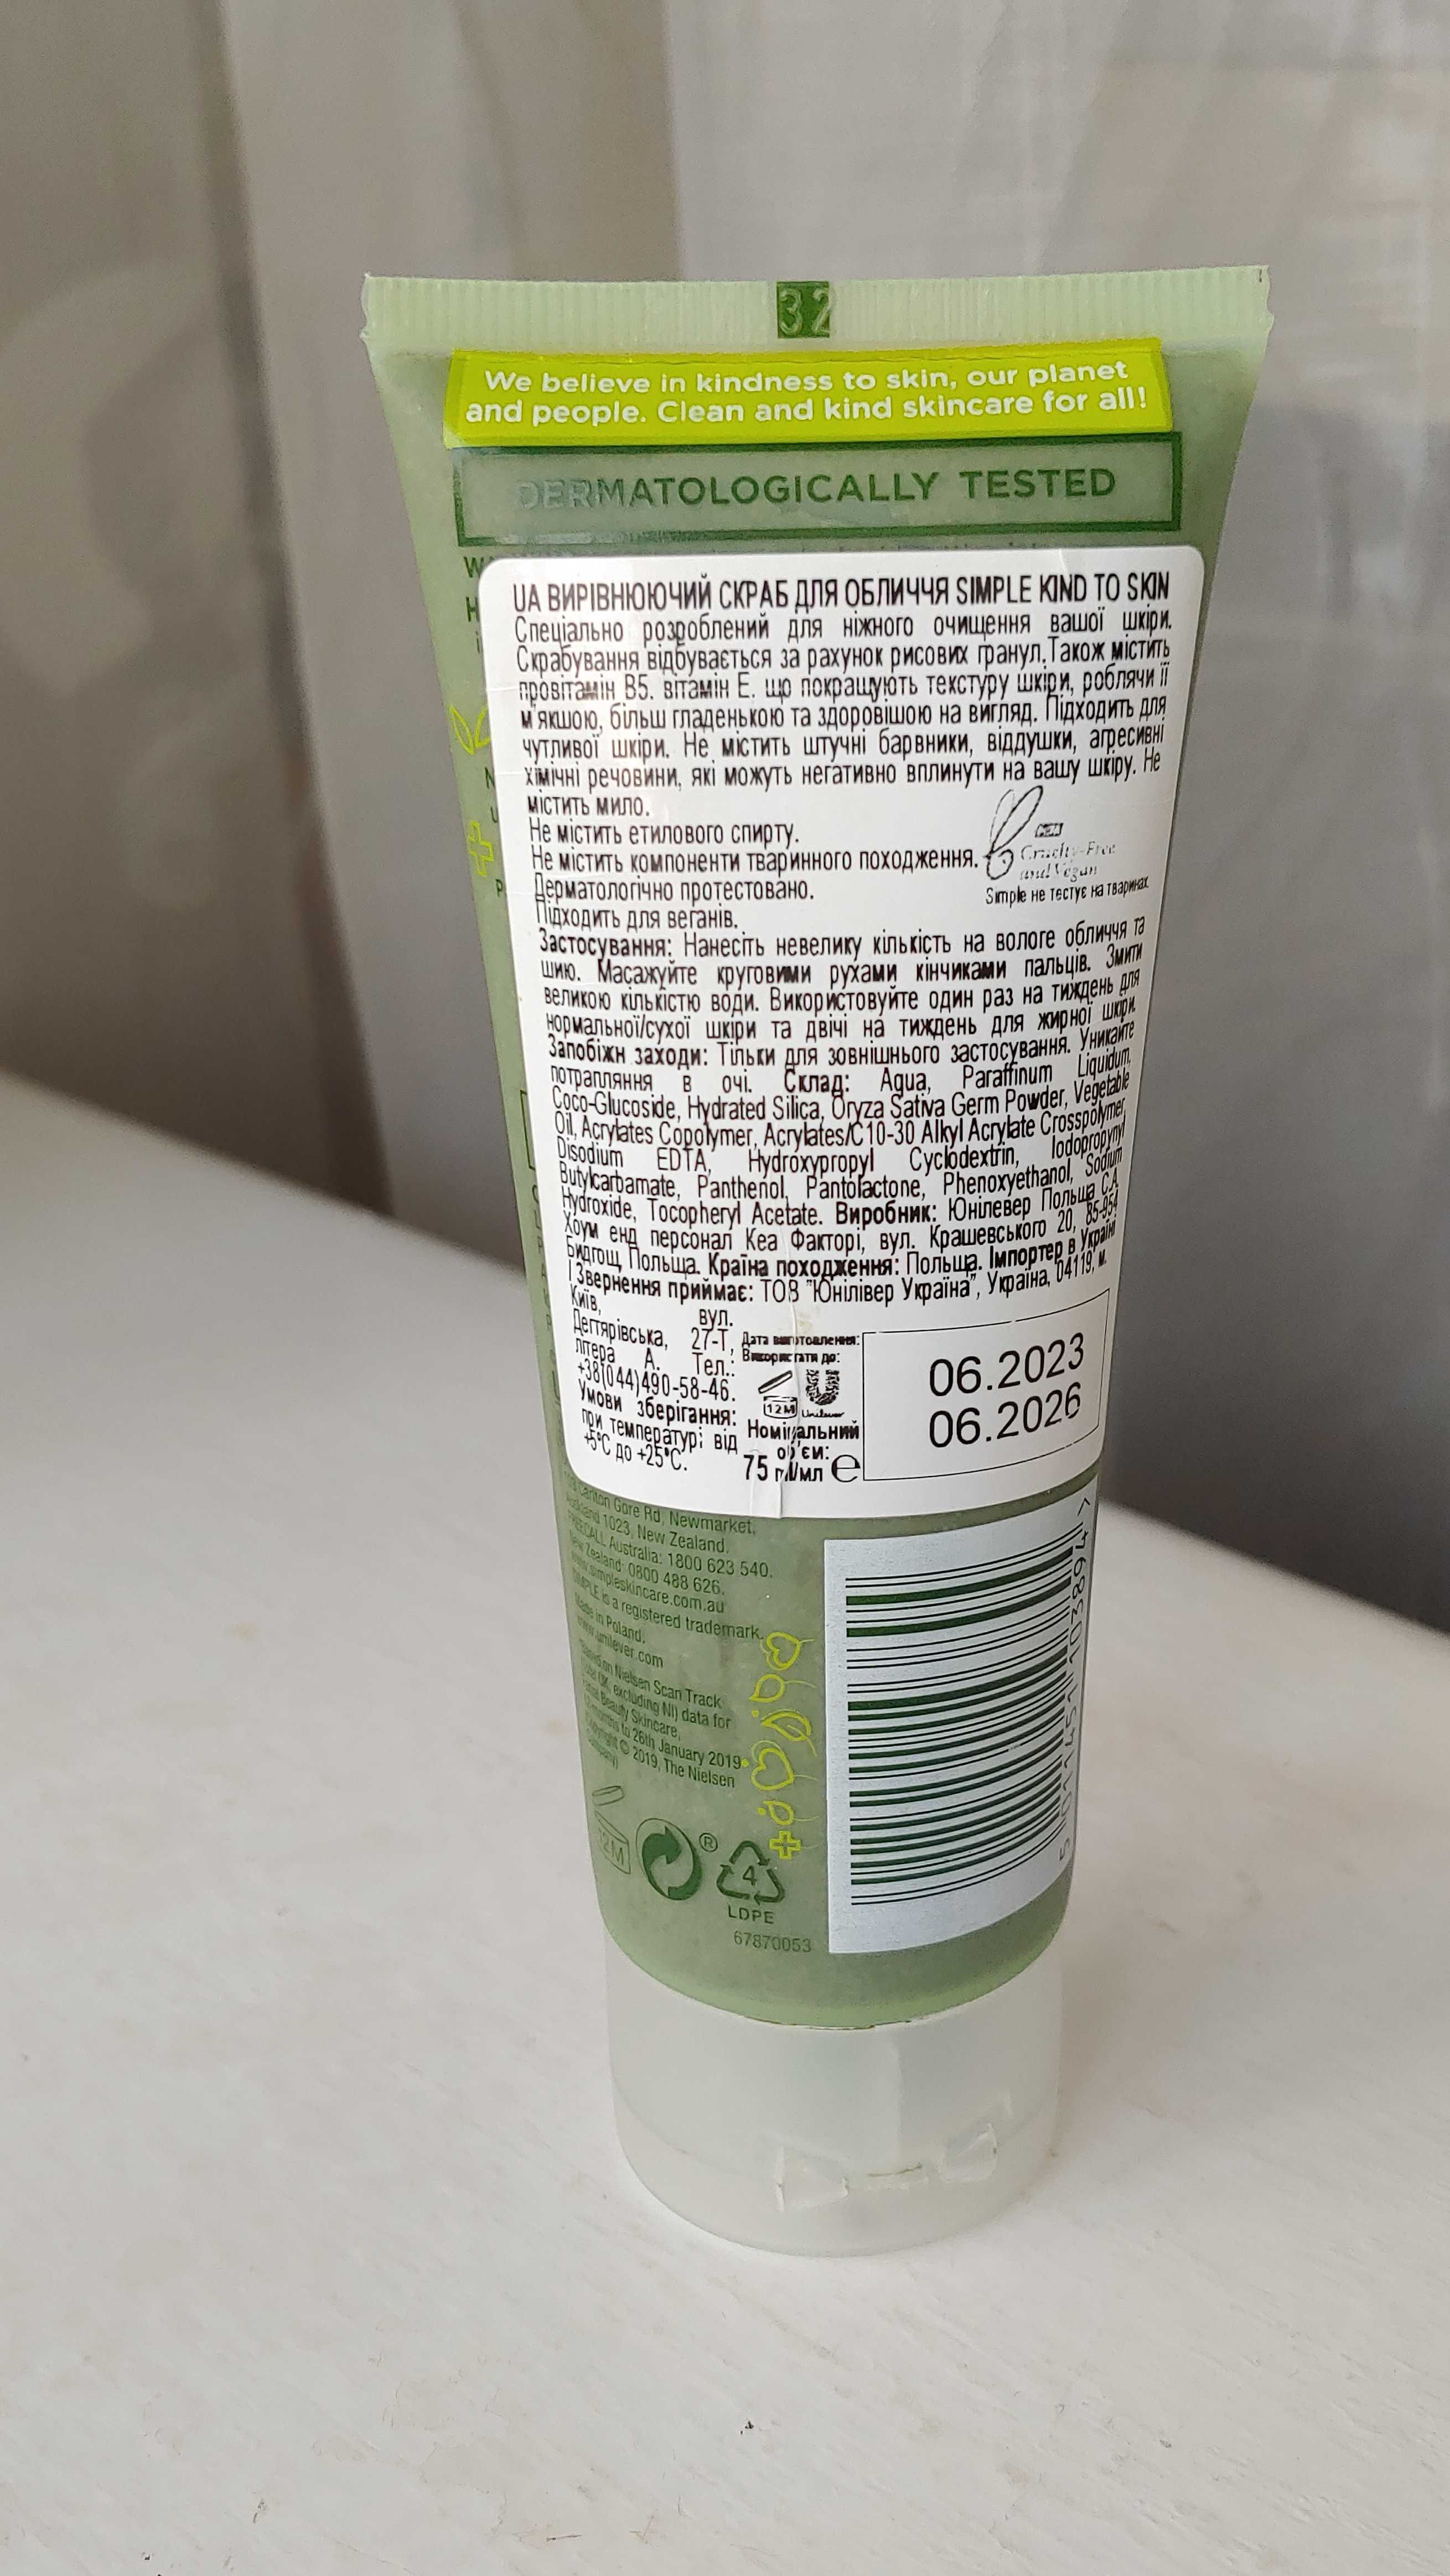 32
We believe in kindness to skin, our planet
and people. Clean and kind skincare for all!
DERMATOLOGICALLY TESTED
UA ВИРІВНЮЮЧИЙ СКРАБ ДЛЯ ОБЛИЧЧЯ SIMPLE KIND TO SKIN
Спеціально розроблений для ніжного очищення вашої шкіри.
Скрабування відбувається за рахунок рисових гранул. Також містить
провітамін B5. вітамін Е. що покращують текстуру шкіри, роблячи її
м'якшою, більш гладенькою та здоровішою на вигляд. Підходить для
чутливої шкіри. Не містить штучні барвники, віддушки, агресивні
хімічні речовини, які можуть негативно вплинути на вашу шкіру. Не
містить мило.
Не містить етилового спирту.
Не містить компоненти тваринного походження.
Cruelty-Free
and Vegan
Simple не тестує на тваринах.
Дерматологічно протестовано.
Підходить для веганів.
Застосування: Нанесіть невелику кількість на вологе обличчя та
шию. Масажуйте круговими рухами кінчиками пальців. Змити
великою кількістю води. Використовуйте один раз на тиждень для
нормальної/сухої шкіри та двічі на тиждень для жирної шкіри.
Запобіжн заходи: Тільки для зовнішнього застосування. Уникайте
потрапляння в очі. Склад: Aqua, Paraffinum Liquidum,
Coco-Glucoside, Hydrated Silica, Oryza Sativa Germ Powder, Vegetable
Oil, Acrylates Copolymer, Acrylates/C10-30 Alkyl Acrylate Crosspolymer,
Disodium EDTA, Hydroxypropyl Cyclodextrin, Iodopropynyl
Butylcarbamate, Panthenol, Pantolactone, Phenoxyethanol, Sodium
Hydroxide, Tocopheryl Acetate. Виробник: Юнілевер Польща С.А.
Хоум енд персонал Кеа Факторі, вул. Крашевського 20, 85-954
Бидгощ, Польща. Країна походження: Польща. Імпортер в Україні
і Звернення приймає: ТОВ "Юнілівер Україна", Україна, 04119, м.
Київ, вул.
Дегтярівська, 27-Т,
літера А. Тел.:
+38(044)490-58-46.
Умови зберігання:
при температурі від
+5°C до +25°C.
Дата виготовлення:
Використати до:
12M
Unilever
Номінальний
об'єм:
75 ml/мл e
06.2023
06.2026
Carlton Gore Rd, Newmarket,
Auckland 1023, New Zealand.
FREECALL Australia: 1800 623 540.
New Zealand: 0800 488 626.
www.simpleskincare.com.au
SIMPLE is a registered trademark.
Made in Poland.
www.unilever.com
Based on Nielsen Scan Track
excluding NI) data for
Beauty Skincare,
months to 26th January 2019
Copyright © 2019, The Nielsen
Company)
12M
®
4
LDPE
67870053
5 011451 103894 >